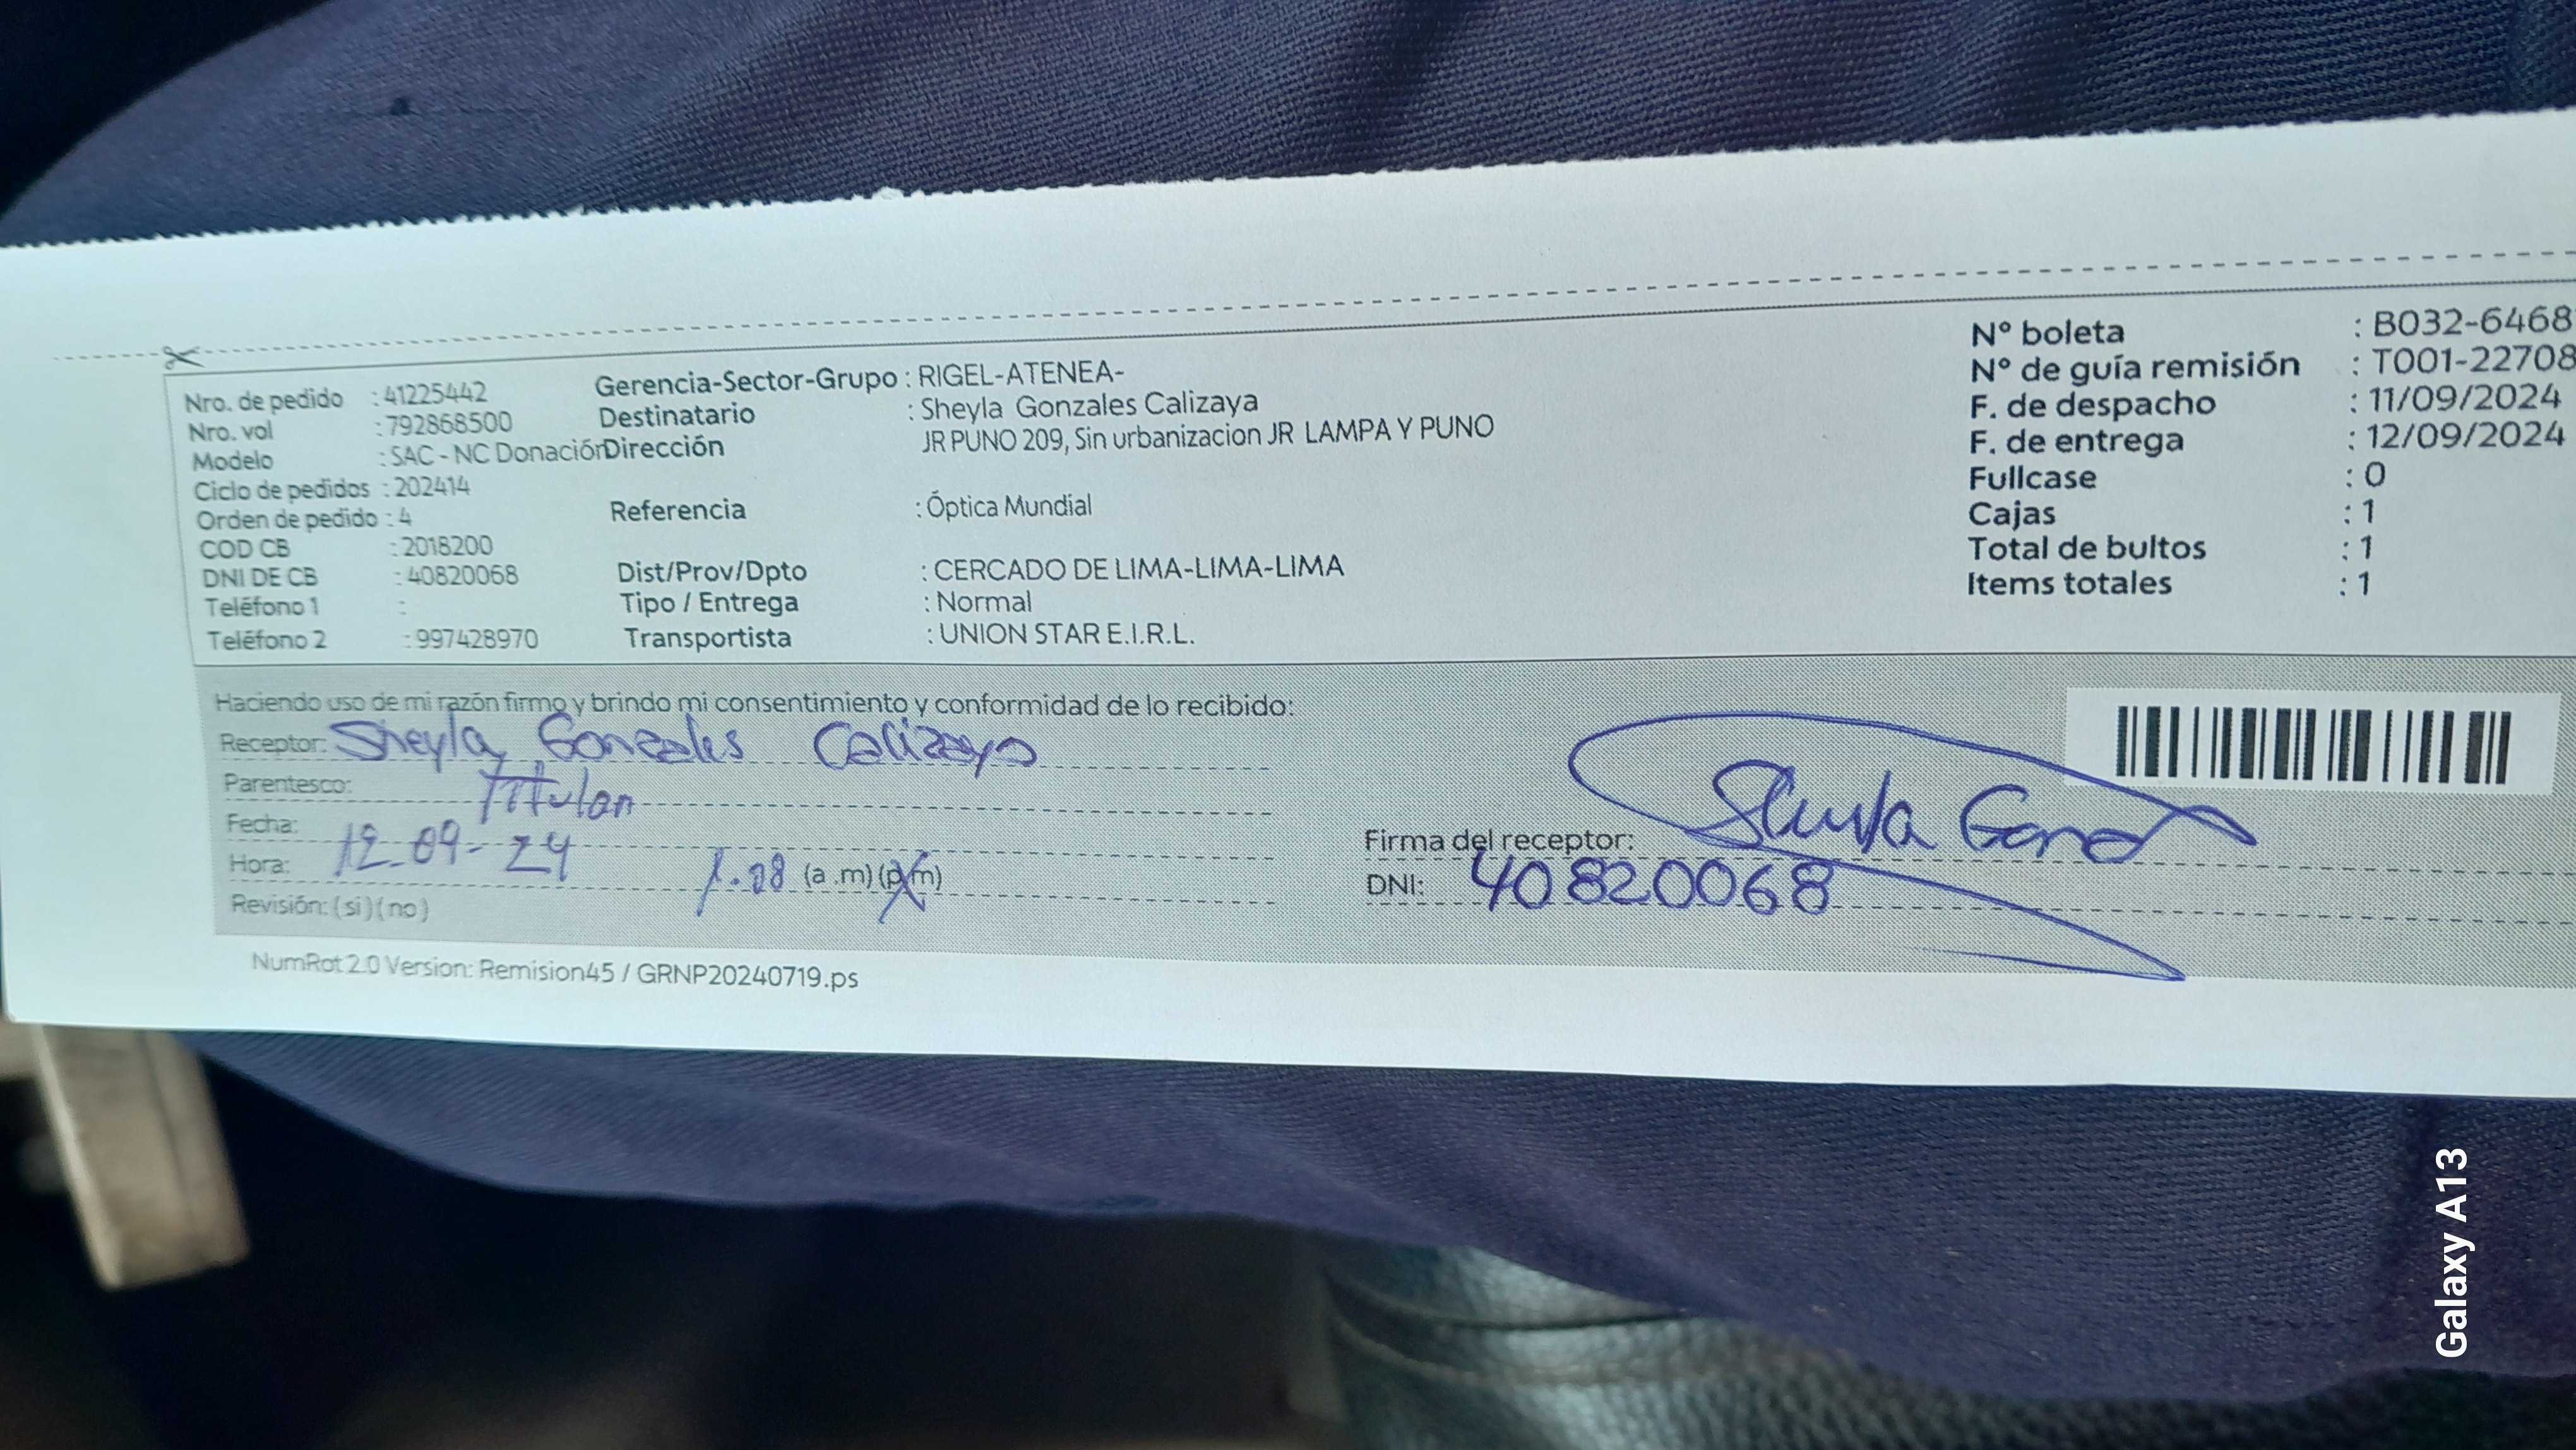 Nro. de pedido : 41225442
Nro. vol : 792868500
Modelo : SAC - NC Donación
Ciclo de pedidos : 202414
Orden de pedido : 4
COD CB : 2018200
DNI DE CB : 40820068
Teléfono 1 :
Teléfono 2 : 997428970
Gerencia-Sector-Grupo : RIGEL-ATENEA-
Destinatario : Sheyla Gonzales Calizaya
Dirección JR PUNO 209, Sin urbanizacion JR LAMPA Y PUNO
Referencia : Óptica Mundial
Dist/Prov/Dpto : CERCADO DE LIMA-LIMA-LIMA
Tipo / Entrega : Normal
Transportista : UNION STAR E.I.R.L.
N° boleta : B032-6468
N° de guía remisión : T001-22708
F. de despacho : 11/09/2024
F. de entrega : 12/09/2024
Fullcase : 0
Cajas : 1
Total de bultos : 1
Items totales : 1
Haciendo uso de mi razón firmo y brindo mi consentimiento y conformidad de lo recibido:
Receptor: Sheyla Gonzales Calizaya
Parentesco: Titular
Fecha: 12-09-24
Hora: 1.08 (a .m) (p.m)
Revisión: (si) (no)
Firma del receptor:
DNI: 40820068
NumRot 2.0 Version: Remision45 / GRNP20240719.ps
Galaxy A13